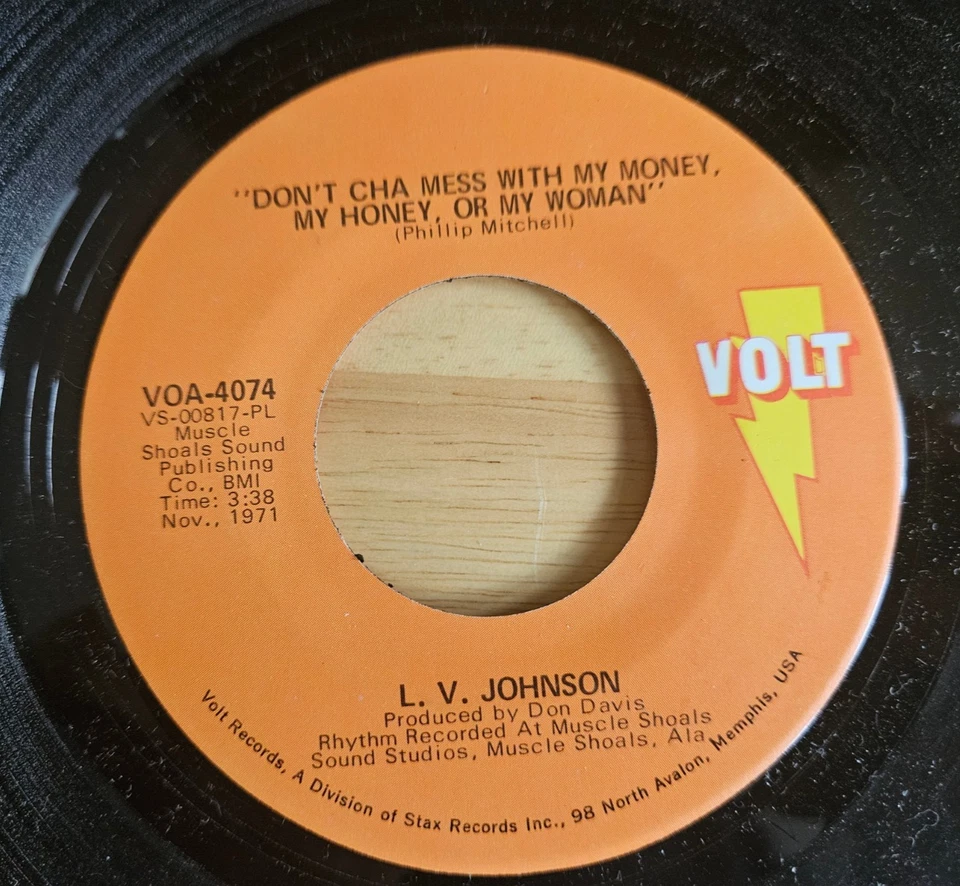 "DON'T CHA MESS WITH MY MONEY,
MY HONEY, OR MY WOMAN"
(Phillip Mitchell)
VOA-4074
VS-00817-PL
Muscle
Shoals Sound
Publishing
Co., BMI
Time: 3:38
Nov., 1971
VOLT
L. V. JOHNSON
Produced by Don Davis
Rhythm Recorded At Muscle Shoals
Sound Studios, Muscle Shoals, Ala.
Volt Records, A Division of Stax Records Inc., 98 North Avalon, Memphis, USA